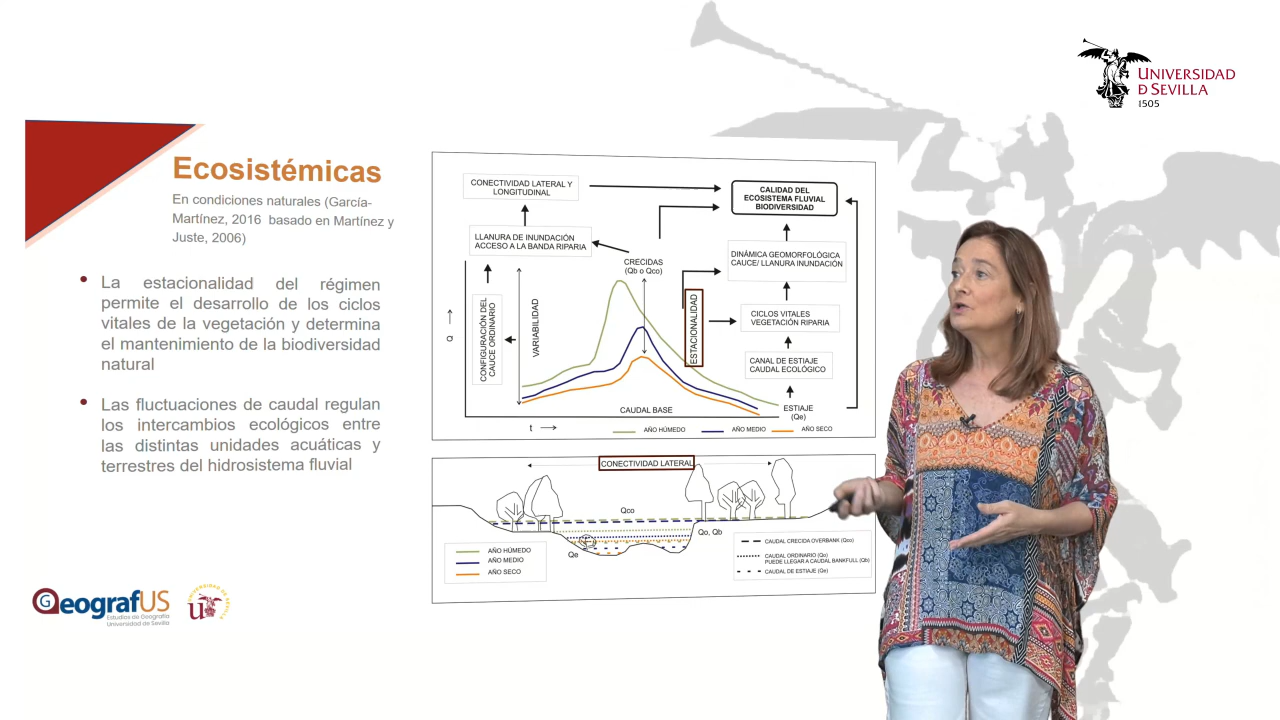 UNIVERSIDAD
D SEVILLA
1505
Ecosistémicas
En condiciones naturales (García-
Martínez, 2016 basado en Martínez y
Juste, 2006)
• La estacionalidad del régimen
permite el desarrollo de los ciclos
vitales de la vegetación y determina
el mantenimiento de la biodiversidad
natural
• Las fluctuaciones de caudal regulan
los intercambios ecológicos entre
las distintas unidades acuáticas y
terrestres del hidrosistema fluvial
CONECTIVIDAD LATERAL Y
LONGITUDINAL
CALIDAD DEL
ECOSISTEMA FLUVIAL
BIODIVERSIDAD
LLANURA DE INUNDACIÓN
ACCESO A LA BANDA RIPARIA
CRECIDAS
(Qb o Qco)
DINÁMICA GEOMORFOLÓGICA
CAUCE/ LLANURA INUNDACIÓN
CONFIGURACIÓN DEL
CAUCE ORDINARIO
VARIABILIDAD
ESTACIONALIDAD
CICLOS VITALES
VEGETACIÓN RIPARIA
CANAL DE ESTIAJE
CAUDAL ECOLÓGICO
Q
CAUDAL BASE
ESTIAJE
(Qe)
t
AÑO HÚMEDO
AÑO MEDIO
AÑO SECO
CONECTIVIDAD LATERAL
Qco
Qo, Qb
Qe
AÑO HÚMEDO
AÑO MEDIO
AÑO SECO
CAUDAL CRECIDA OVERBANK (Qco)
CAUDAL ORDINARIO (Qo)
PUEDE LLEGAR A CAUDAL BANKFULL (Qb)
CAUDAL DE ESTIAJE (Qe)
G
GeografUS
Estudios de Geografía
Universidad de Sevilla
UNIVERSIDAD DE SEVILLA